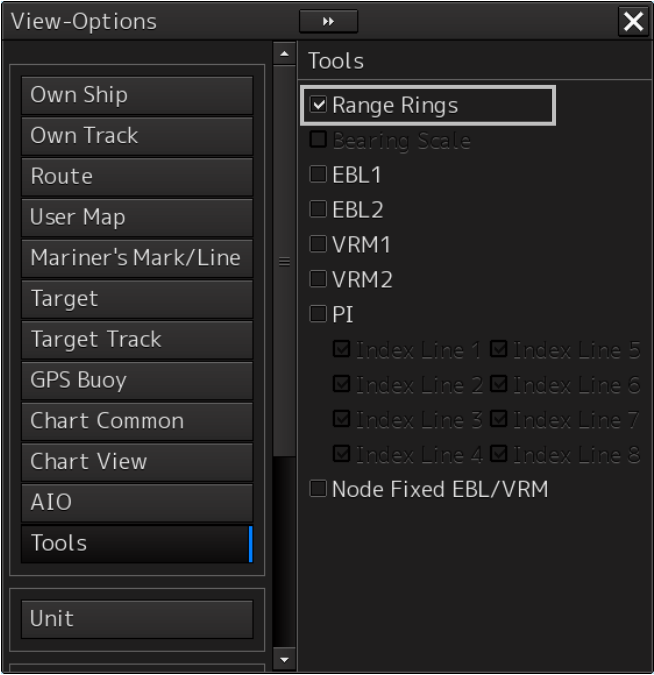 View-Options
Own Ship
Own Track
Route
User Map
Mariner's Mark/Line
Target
Target Track
GPS Buoy
Chart Common
Chart View
AIO
Tools
Unit
Tools
Range Rings
Bearing Scale
EBL1
EBL2
VRM1
VRM2
PI
Index Line 1 Index Line 5
Index Line 2 Index Line 6
Index Line 3 Index Line 7
Index Line 4 Index Line 8
Node Fixed EBL/VRM